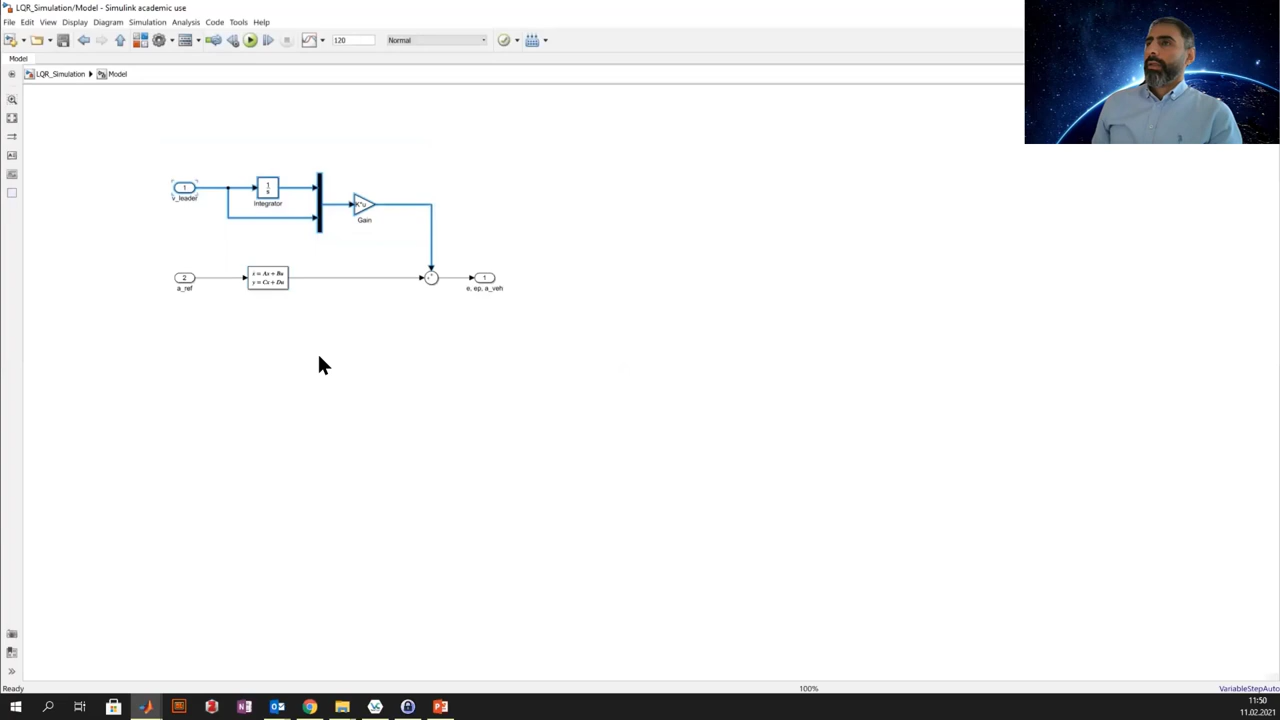 LQR_Simulation/Model - Simulink academic use
File Edit View Display Diagram Simulation Analysis Code Tools Help
120 Normal
Model
LQR_Simulation Model
1
v_leader
1
s
Integrator
K*u
Gain
2
a_ref
ẋ = Ax + Bu
y = Cx + Du
1
e, ep, a_veh
Ready 100% VariableStepAuto
11:50
11.02.2021